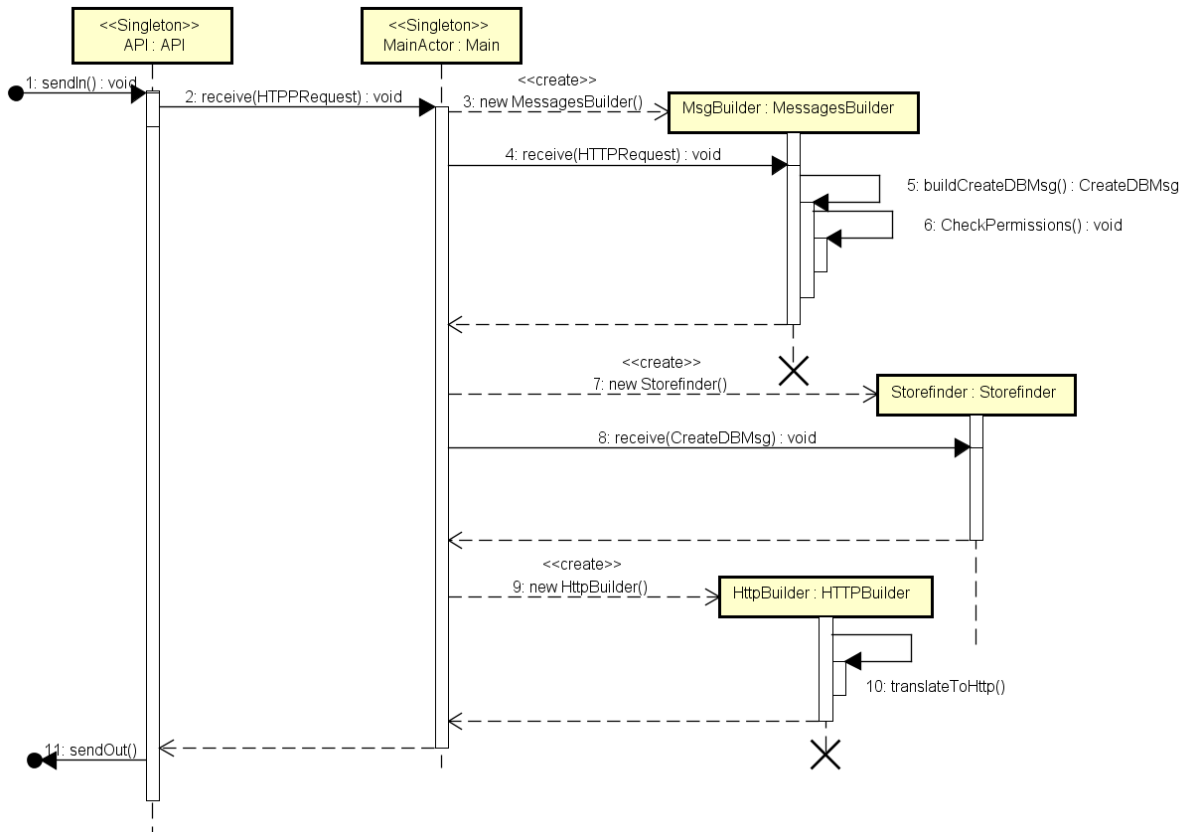 <<Singleton>>
API : API
<<Singleton>>
MainActor : Main
1: sendIn() : void
2: receive(HTPPRequest) : void
<<create>>
3: new MessagesBuilder()
MsgBuilder : MessagesBuilder
4: receive(HTTPRequest) : void
5: buildCreateDBMsg() : CreateDBMsg
6: CheckPermissions() : void
<<create>>
7: new Storefinder()
Storefinder : Storefinder
8: receive(CreateDBMsg) : void
<<create>>
9: new HttpBuilder()
HttpBuilder : HTTPBuilder
10: translateToHttp()
11: sendOut()